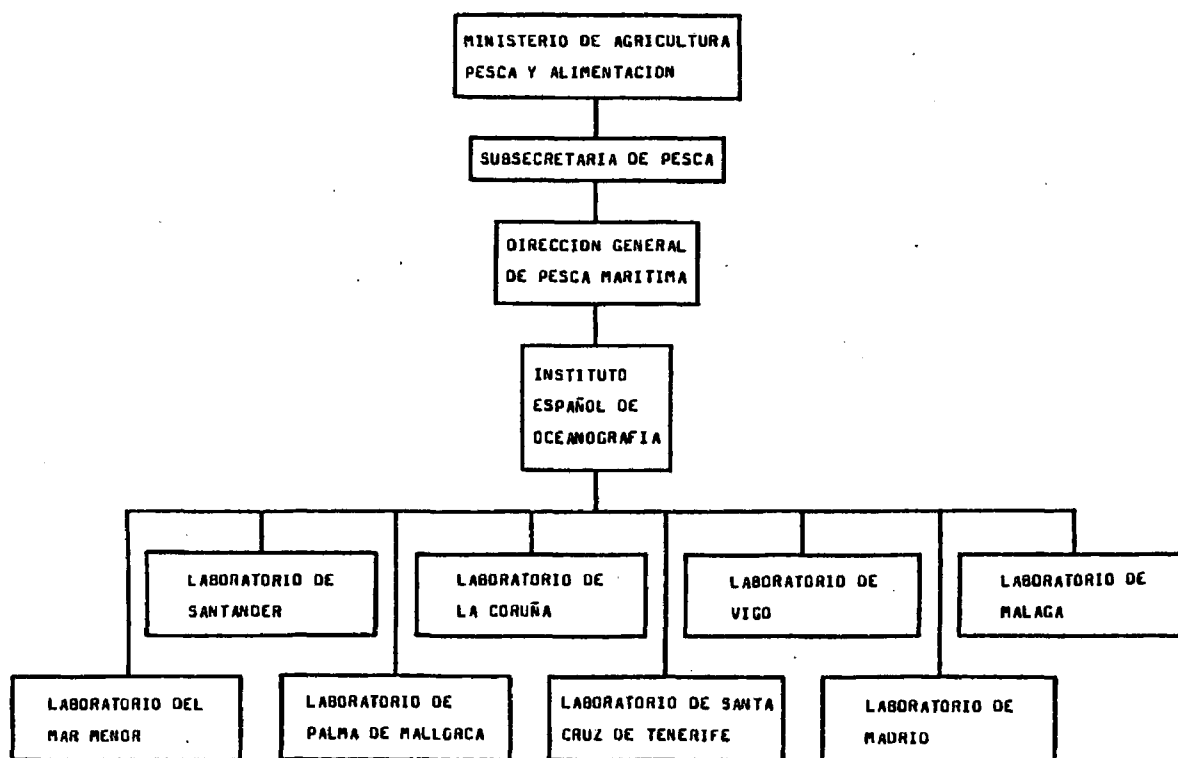 MINISTERIO DE AGRICULTURA
PESCA Y ALIMENTACION
SUBSECRETARIA DE PESCA
DIRECCION GENERAL
DE PESCA MARITIMA
INSTITUTO
ESPAÑOL DE
OCEANOGRAFIA
LABORATORIO DE
SANTANDER
LABORATORIO DE
LA CORUÑA
LABORATORIO DE
VIGO
LABORATORIO DE
MALAGA
LABORATORIO DEL
MAR MENOR
LABORATORIO DE
PALMA DE MALLORCA
LABORATORIO DE SANTA
CRUZ DE TENERIFE
LABORATORIO DE
MADRID